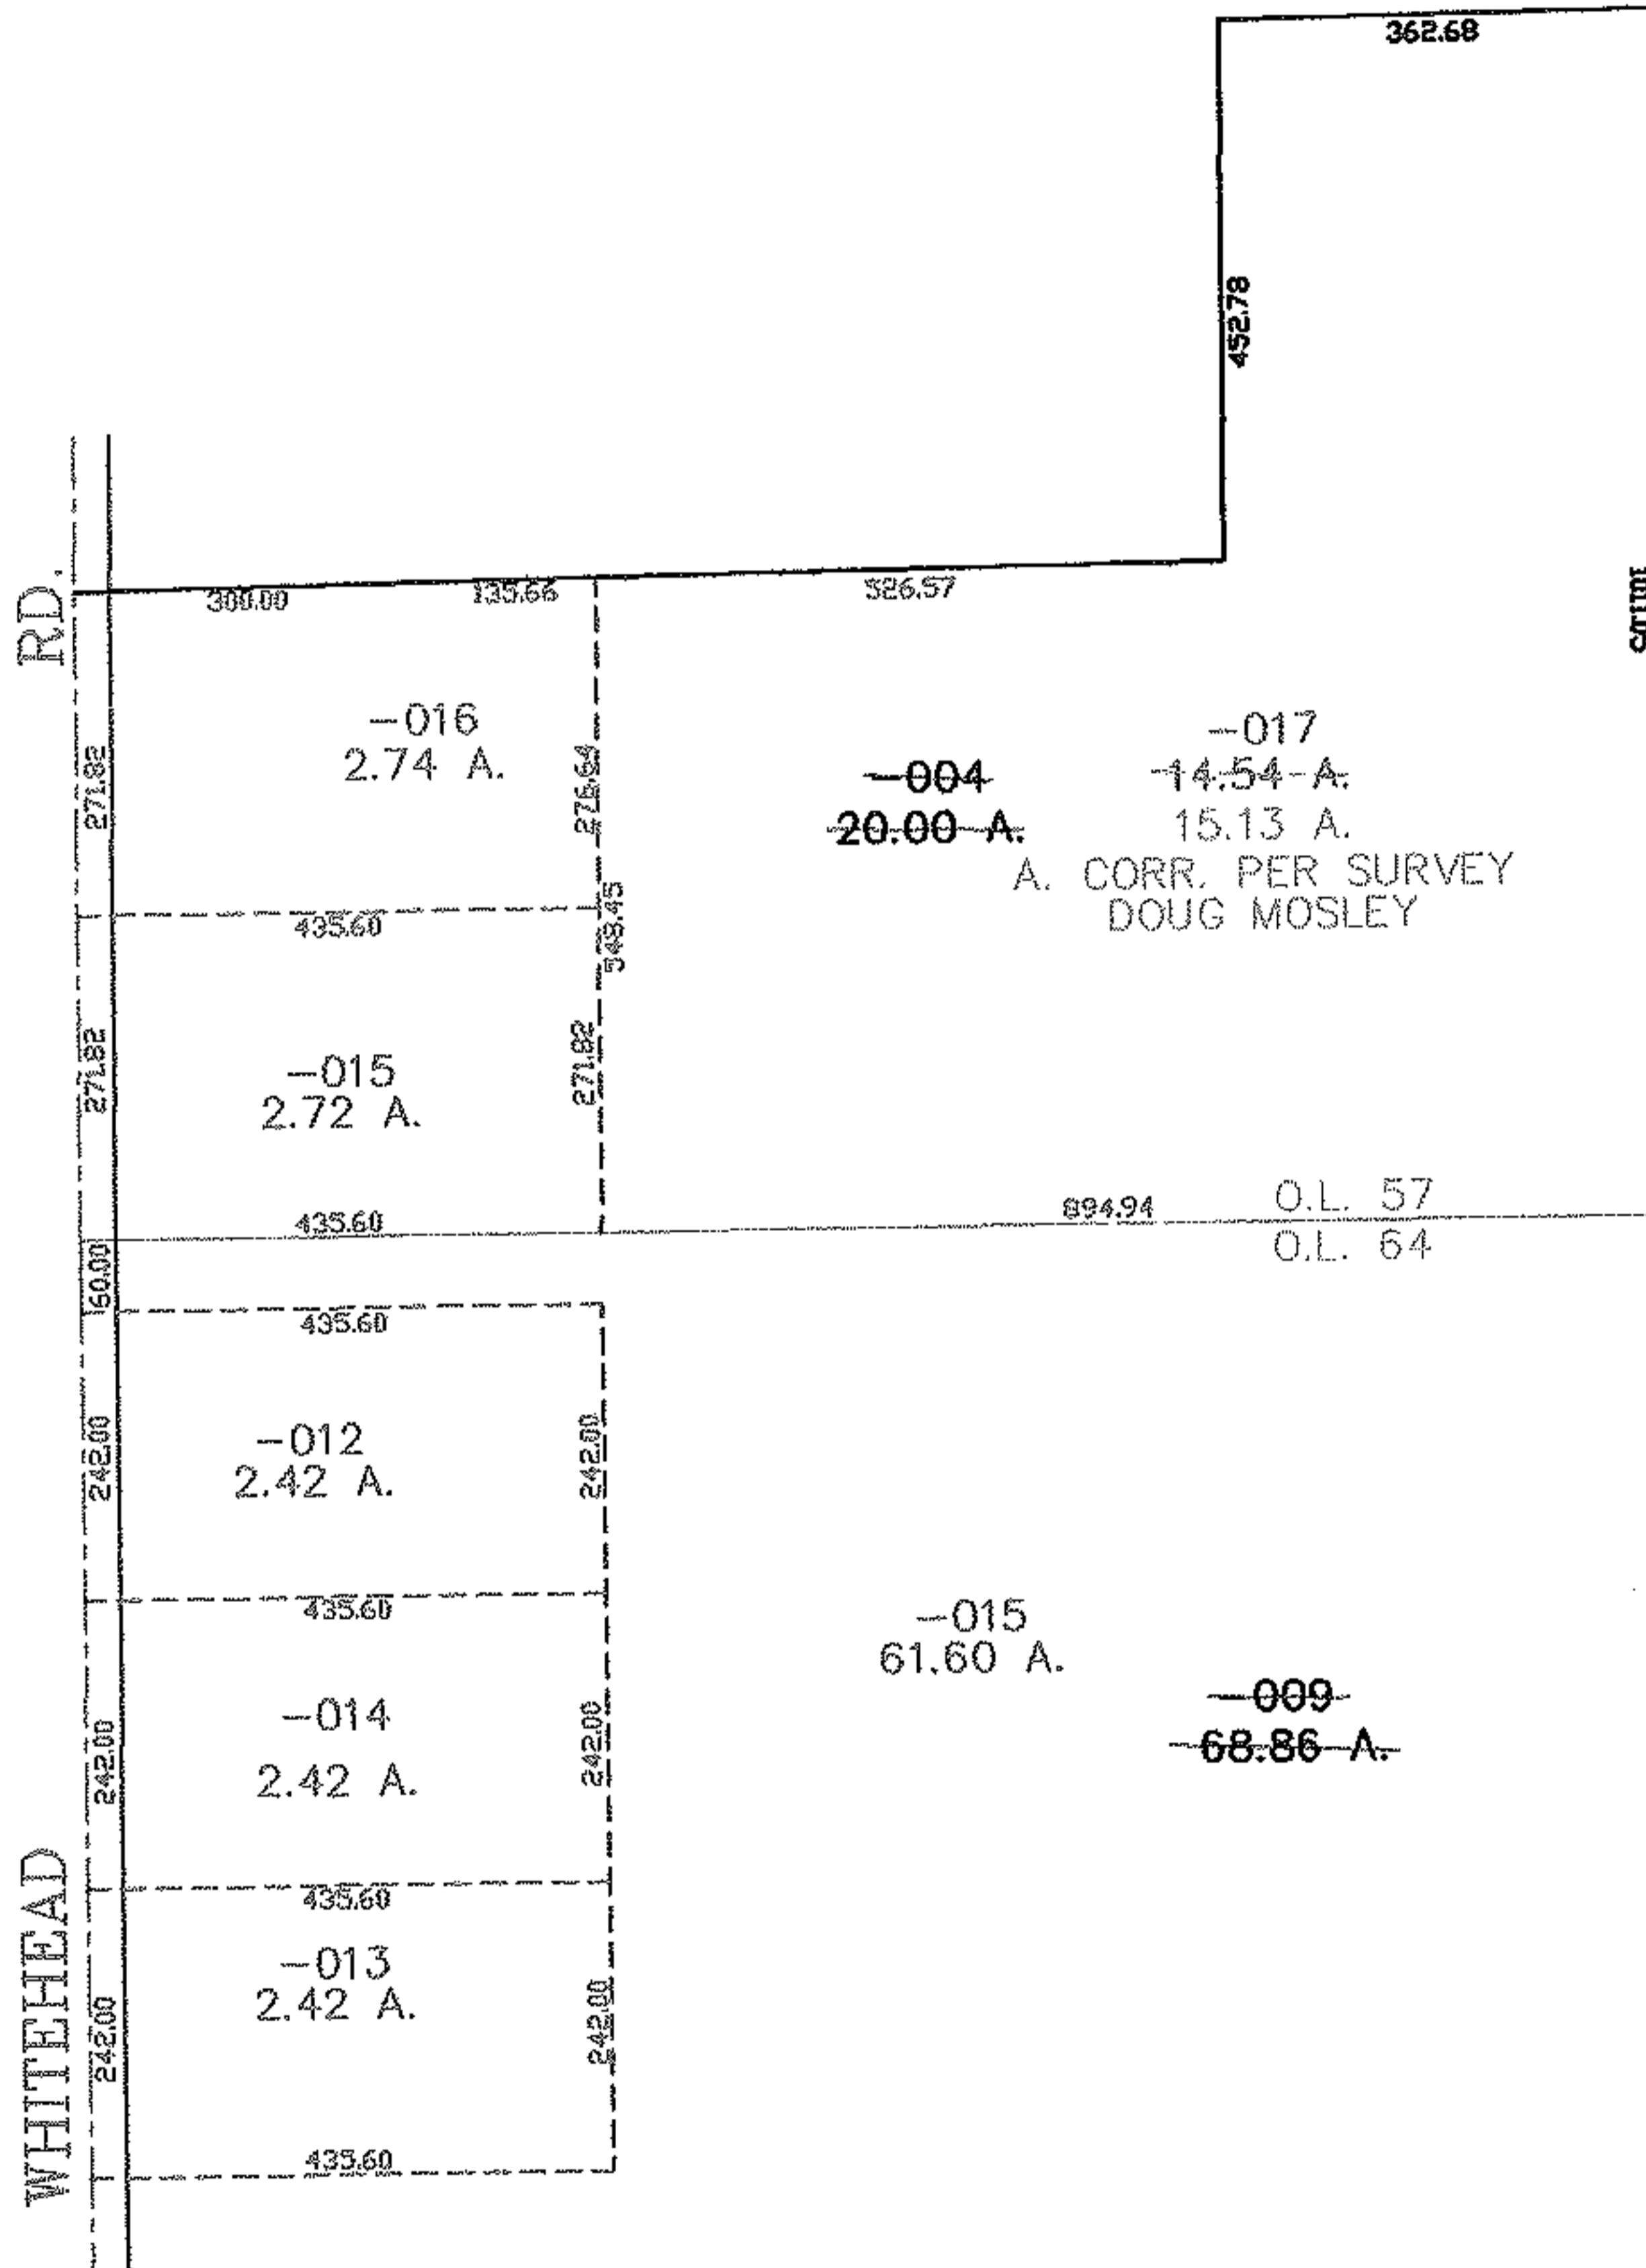 362.68
452.78
RD.
300.00
135.66
526.57
-016
2.74 A.
271.82
276.64
-004
20.00 A.
-017
14.54 A.
15.13 A.
A. CORR. PER SURVEY
DOUG MOSLEY
435.60
548.45
271.82
271.82
-015
2.72 A.
435.60
894.94
O.L. 57
O.L. 64
60.00
435.60
242.00
-012
2.42 A.
242.00
435.60
-015
61.60 A.
-009
68.86 A.
242.00
-014
2.42 A.
242.00
435.60
WHITEHEAD
242.00
-013
2.42 A.
242.00
435.60